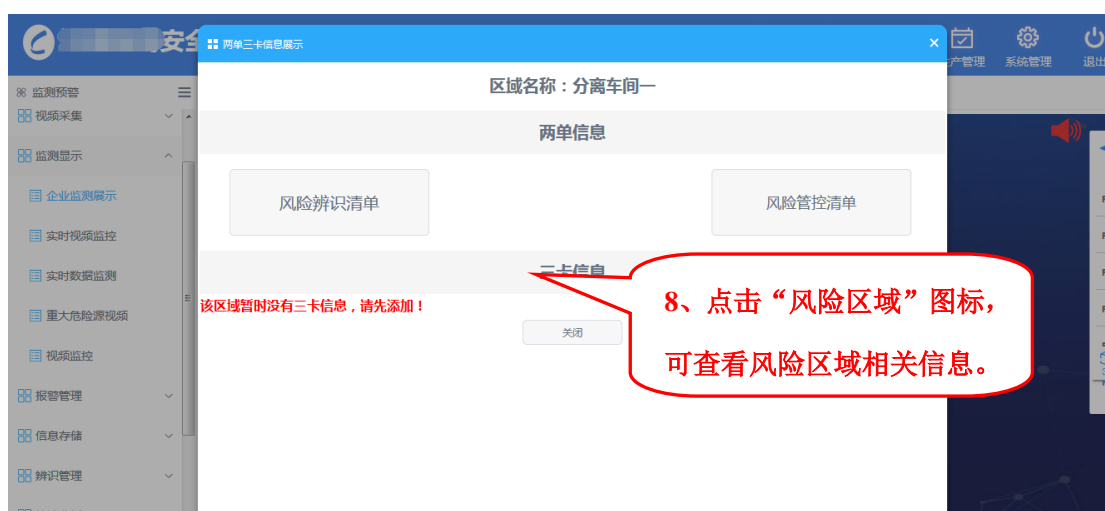 安全
两单三卡信息展示
产管理
系统管理
退出
监测预警
视频采集
监测显示
企业监测展示
实时视频监控
实时数据监测
重大危险源视频
视频监控
报警管理
信息存储
辨识管理
区域名称：分离车间一
两单信息
风险辨识清单
风险管控清单
三卡信息
该区域暂时没有三卡信息，请先添加！
关闭
8、点击“风险区域”图标，
可查看风险区域相关信息。